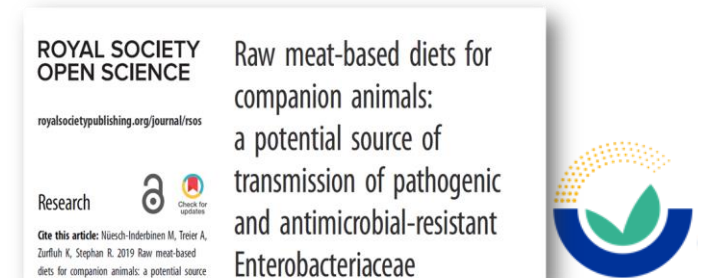 ROYAL SOCIETY
OPEN SCIENCE
royalsocietypublishing.org/journal/rsos
Research
Check for
updates
Cite this article: Nüesch-Inderbinen M, Treier A,
Zurfluh K, Stephan R. 2019 Raw meat-based
diets for companion animals: a potential source
Raw meat-based diets for
companion animals:
a potential source of
transmission of pathogenic
and antimicrobial-resistant
Enterobacteriaceae